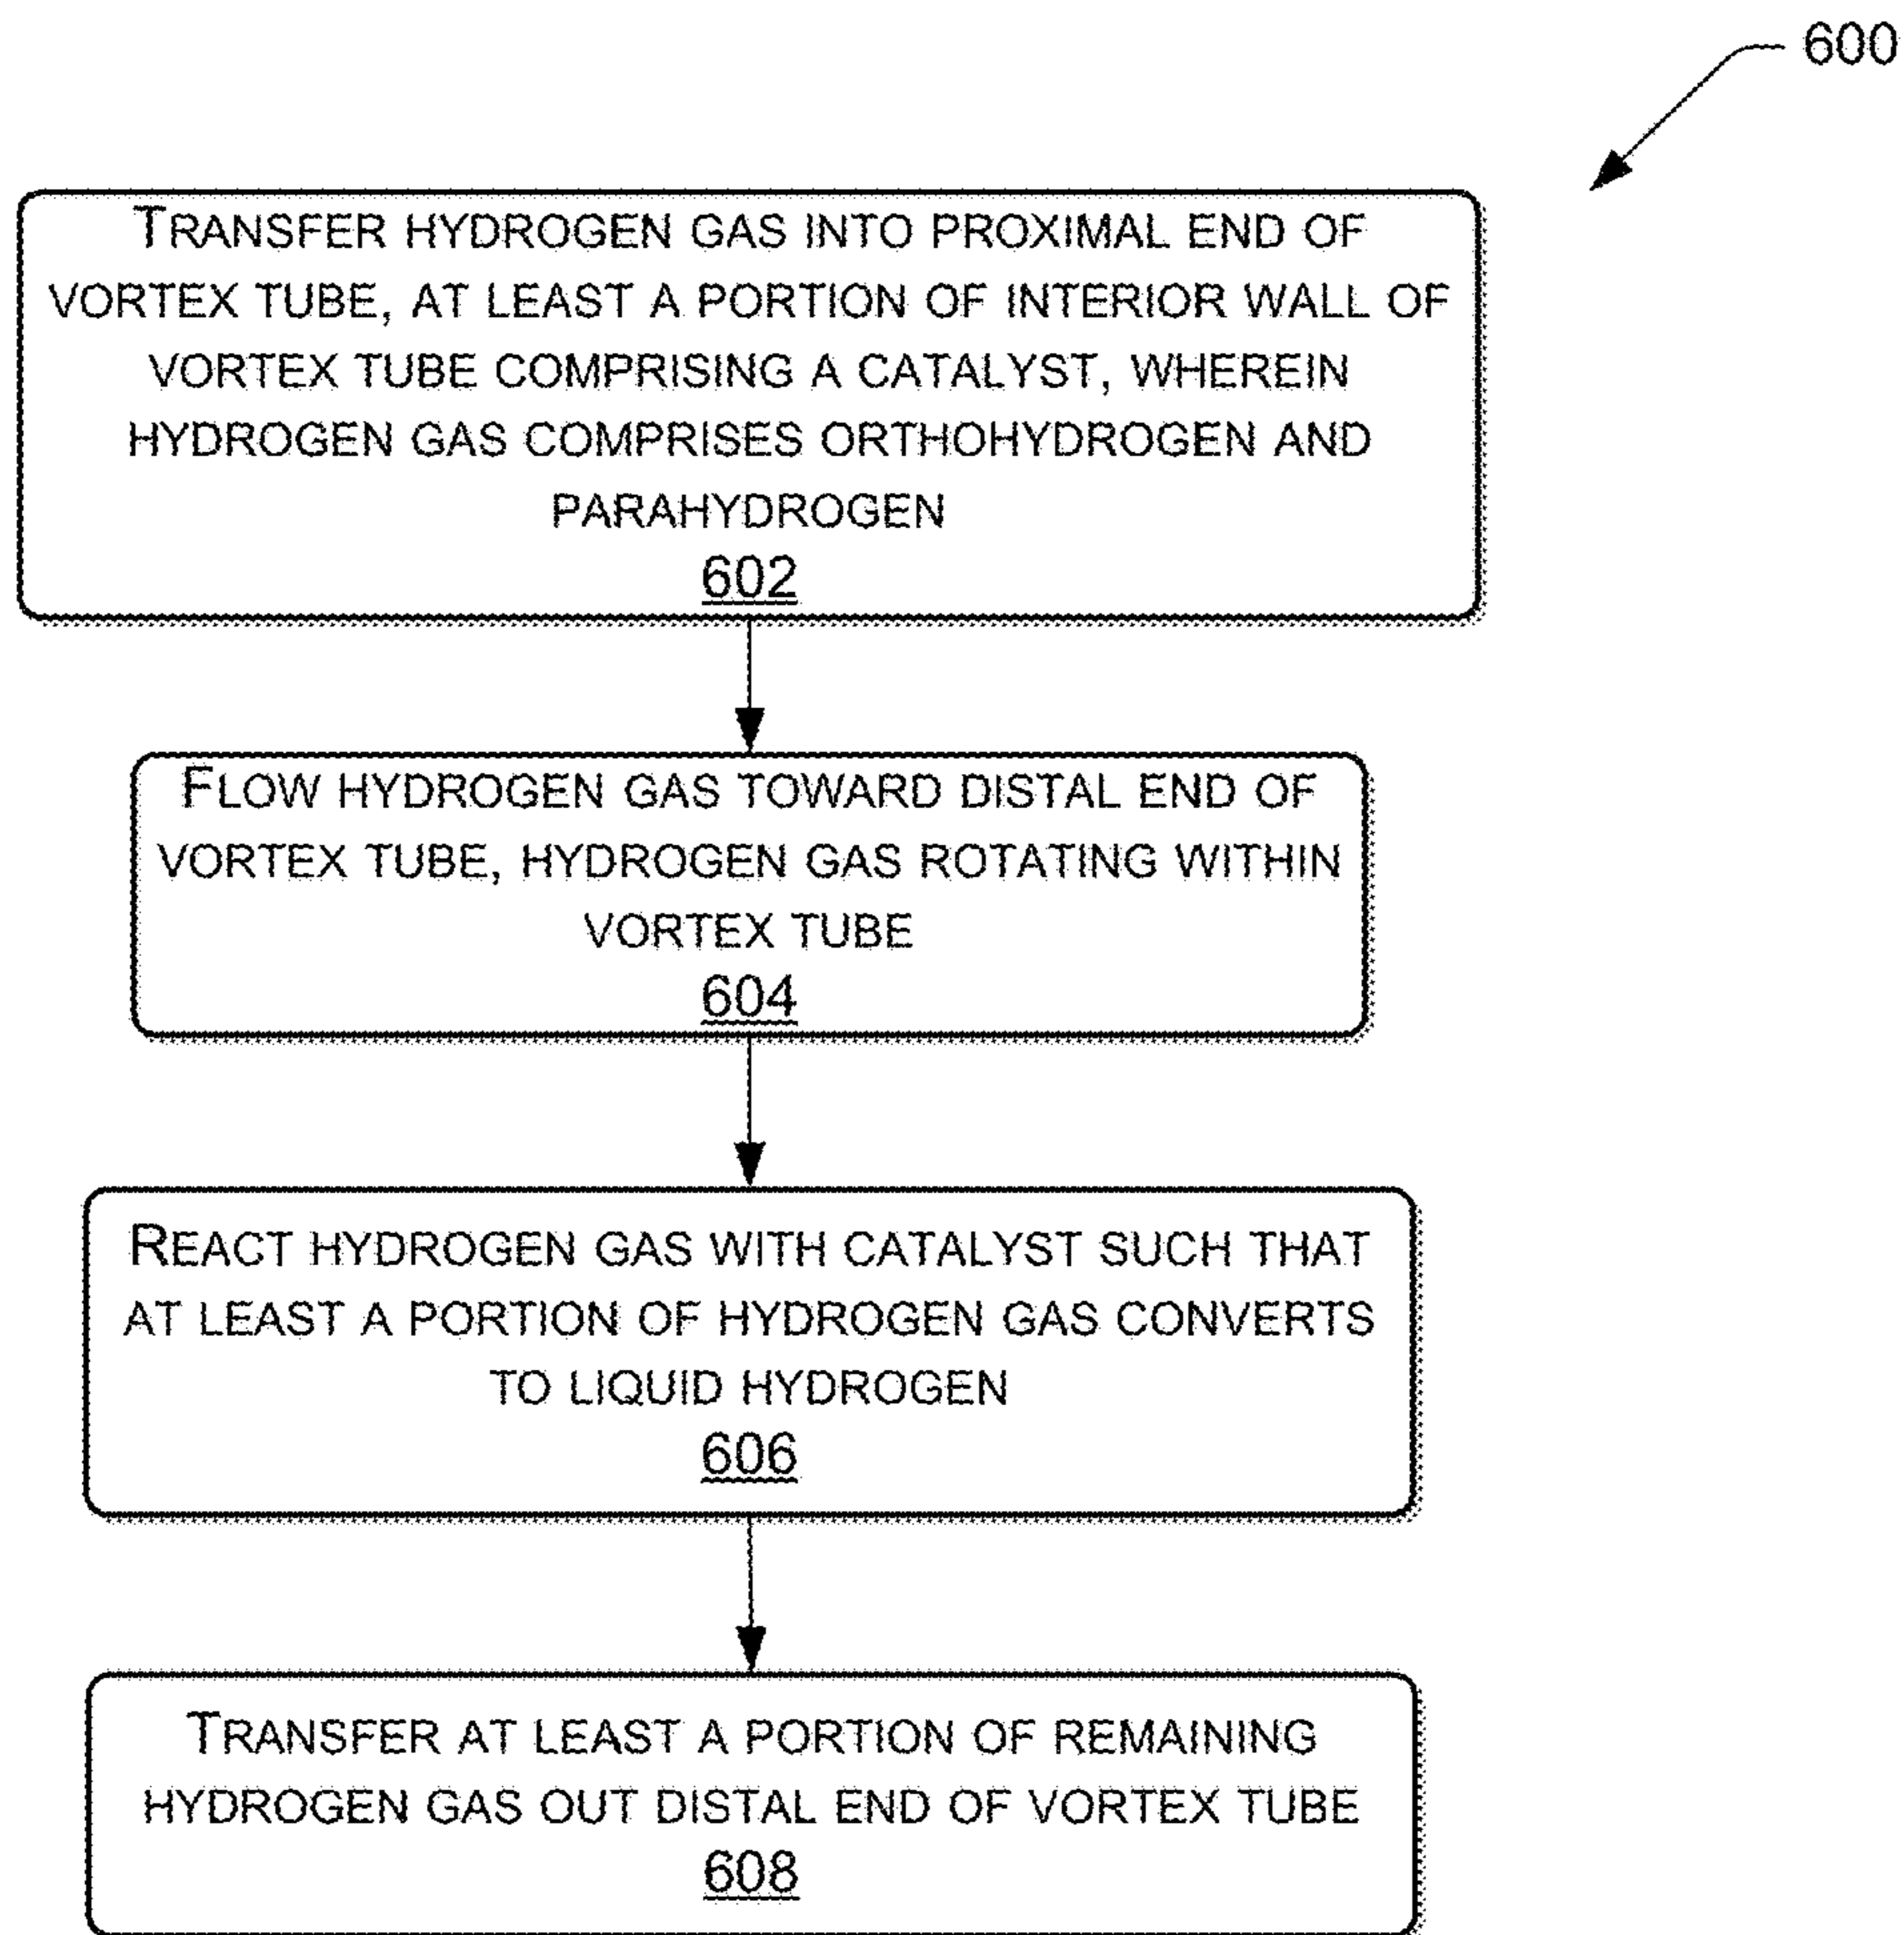 600
TRANSFER HYDROGEN GAS INTO PROXIMAL END OF
VORTEX TUBE, AT LEAST A PORTION OF INTERIOR WALL OF
VORTEX TUBE COMPRISING A CATALYST, WHEREIN
HYDROGEN GAS COMPRISES ORTHOHYDROGEN AND
PARAHYDROGEN
602
FLOW HYDROGEN GAS TOWARD DISTAL END OF
VORTEX TUBE, HYDROGEN GAS ROTATING WITHIN
VORTEX TUBE
604
REACT HYDROGEN GAS WITH CATALYST SUCH THAT
AT LEAST A PORTION OF HYDROGEN GAS CONVERTS
TO LIQUID HYDROGEN
606
TRANSFER AT LEAST A PORTION OF REMAINING
HYDROGEN GAS OUT DISTAL END OF VORTEX TUBE
608